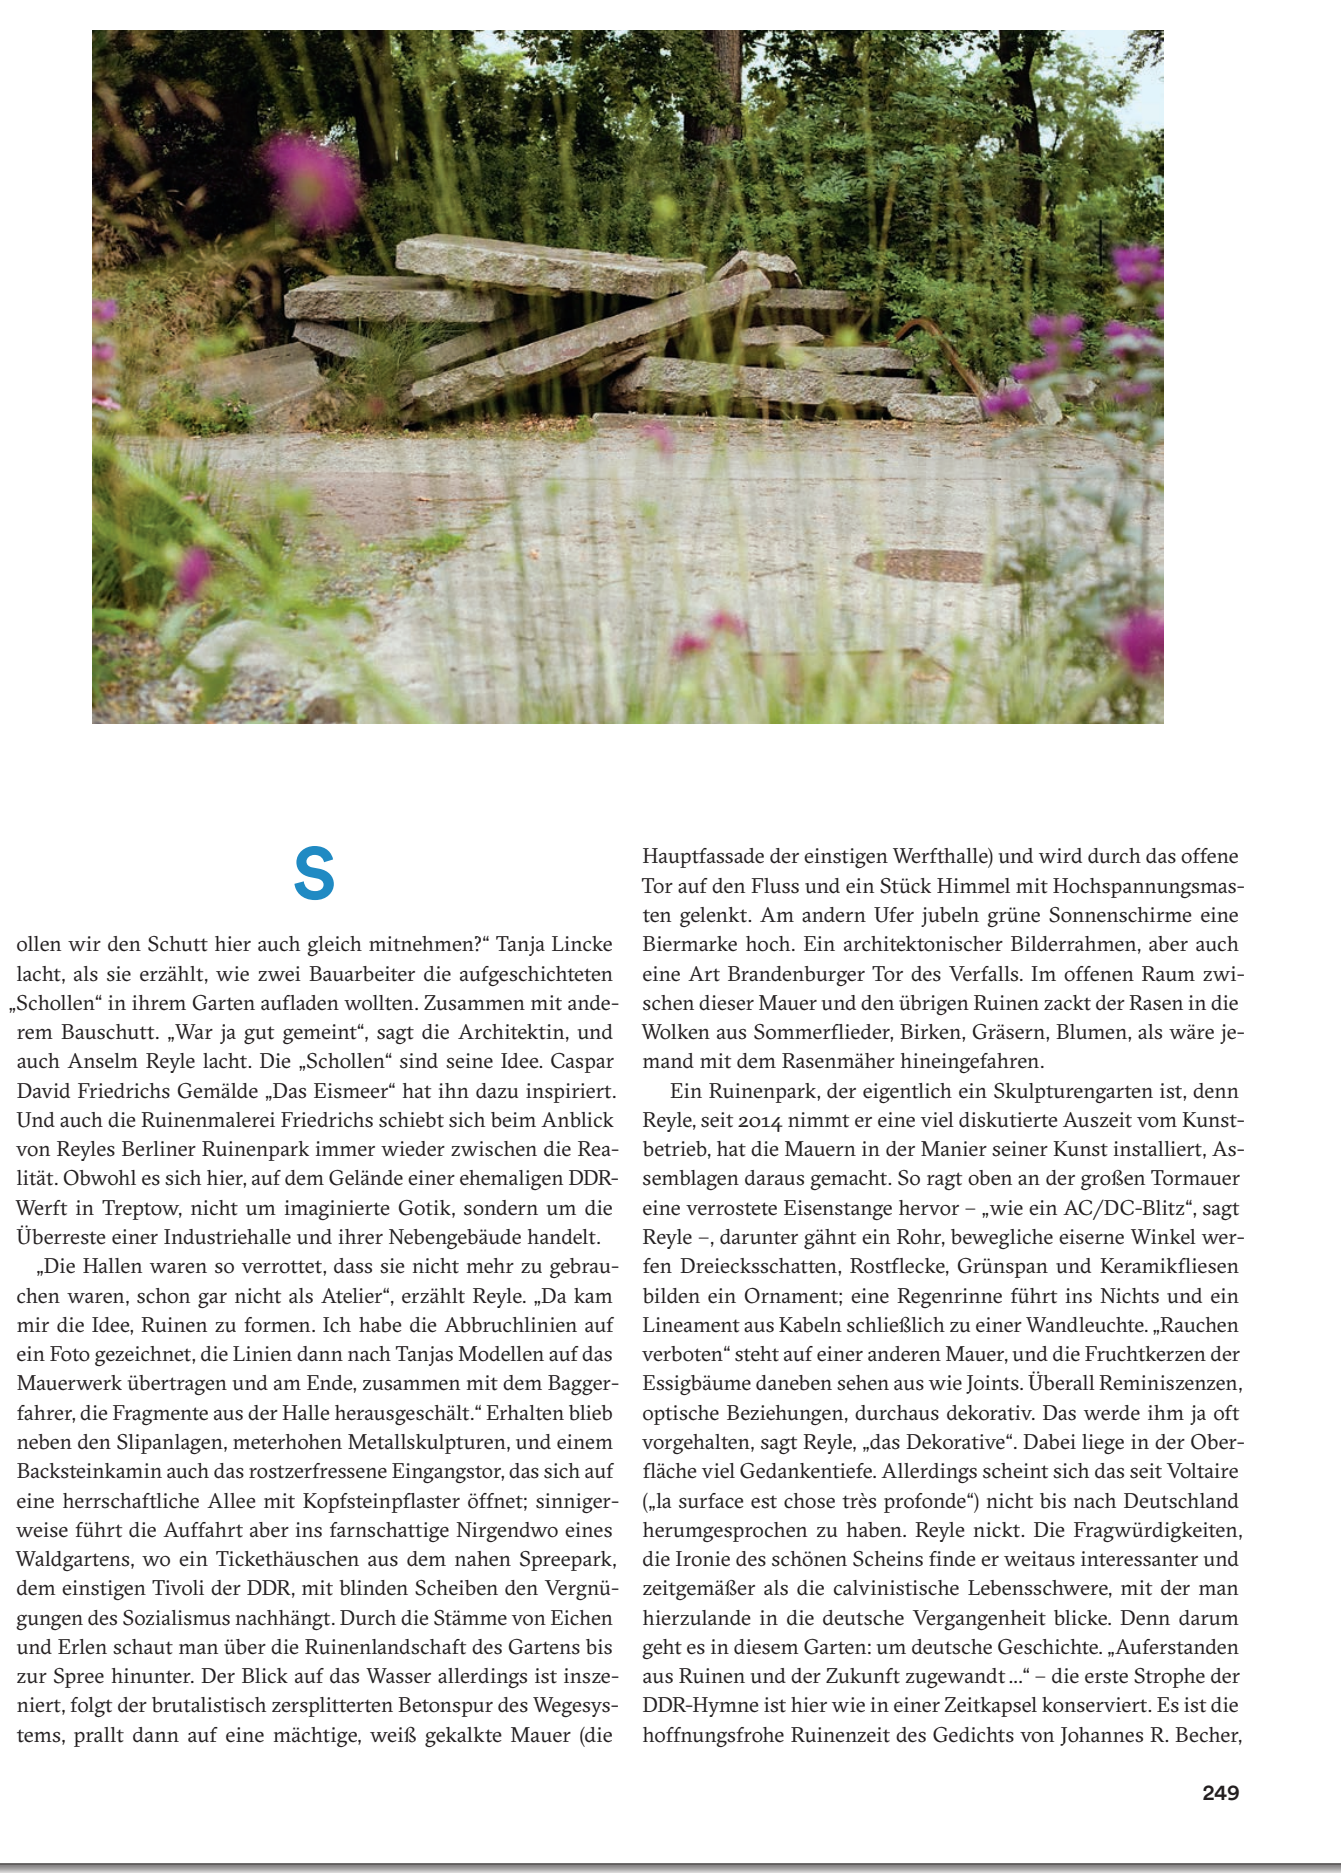 S
ollen wir den Schutt hier auch gleich mitnehmen?“ Tanja Lincke
lacht, als sie erzählt, wie zwei Bauarbeiter die aufgeschichteten
„Schollen“ in ihrem Garten aufladen wollten. Zusammen mit ande-
rem Bauschutt. „War ja gut gemeint“, sagt die Architektin, und
auch Anselm Reyle lacht. Die „Schollen“ sind seine Idee. Caspar
David Friedrichs Gemälde „Das Eismeer“ hat ihn dazu inspiriert.
Und auch die Ruinenmalerei Friedrichs schiebt sich beim Anblick
von Reyles Berliner Ruinenpark immer wieder zwischen die Rea-
lität. Obwohl es sich hier, auf dem Gelände einer ehemaligen DDR-
Werft in Treptow, nicht um imaginierte Gotik, sondern um die
Überreste einer Industriehalle und ihrer Nebengebäude handelt.
„Die Hallen waren so verrottet, dass sie nicht mehr zu gebrau-
chen waren, schon gar nicht als Atelier“, erzählt Reyle. „Da kam
mir die Idee, Ruinen zu formen. Ich habe die Abbruchlinien auf
ein Foto gezeichnet, die Linien dann nach Tanjas Modellen auf das
Mauerwerk übertragen und am Ende, zusammen mit dem Bagger-
fahrer, die Fragmente aus der Halle herausgeschält.“ Erhalten blieb
neben den Slipanlagen, meterhohen Metallskulpturen, und einem
Backsteinkamin auch das rostzerfressene Eingangstor, das sich auf
eine herrschaftliche Allee mit Kopfsteinpflaster öffnet; sinniger-
weise führt die Auffahrt aber ins farnschattige Nirgendwo eines
Waldgartens, wo ein Tickethäuschen aus dem nahen Spreepark,
dem einstigen Tivoli der DDR, mit blinden Scheiben den Vergnü-
gungen des Sozialismus nachhängt. Durch die Stämme von Eichen
und Erlen schaut man über die Ruinenlandschaft des Gartens bis
zur Spree hinunter. Der Blick auf das Wasser allerdings ist insze-
niert, folgt der brutalistisch zersplitterten Betonspur des Wegesys-
tems, prallt dann auf eine mächtige, weiß gekalkte Mauer (die
Hauptfassade der einstigen Werfthalle) und wird durch das offene
Tor auf den Fluss und ein Stück Himmel mit Hochspannungsmas-
ten gelenkt. Am andern Ufer jubeln grüne Sonnenschirme eine
Biermarke hoch. Ein architektonischer Bilderrahmen, aber auch
eine Art Brandenburger Tor des Verfalls. Im offenen Raum zwi-
schen dieser Mauer und den übrigen Ruinen zackt der Rasen in die
Wolken aus Sommerflieder, Birken, Gräsern, Blumen, als wäre je-
mand mit dem Rasenmäher hineingefahren.
Ein Ruinenpark, der eigentlich ein Skulpturengarten ist, denn
Reyle, seit 2014 nimmt er eine viel diskutierte Auszeit vom Kunst-
betrieb, hat die Mauern in der Manier seiner Kunst installiert, As-
semblagen daraus gemacht. So ragt oben an der großen Tormauer
eine verrostete Eisenstange hervor – „wie ein AC/DC-Blitz“, sagt
Reyle –, darunter gähnt ein Rohr, bewegliche eiserne Winkel wer-
fen Dreiecksschatten, Rostflecke, Grünspan und Keramikfliesen
bilden ein Ornament; eine Regenrinne führt ins Nichts und ein
Lineament aus Kabeln schließlich zu einer Wandleuchte. „Rauchen
verboten“ steht auf einer anderen Mauer, und die Fruchtkerzen der
Essigbäume daneben sehen aus wie Joints. Überall Reminiszenzen,
optische Beziehungen, durchaus dekorativ. Das werde ihm ja oft
vorgehalten, sagt Reyle, „das Dekorative“. Dabei liege in der Ober-
fläche viel Gedankentiefe. Allerdings scheint sich das seit Voltaire
(„la surface est chose très profonde“) nicht bis nach Deutschland
herumgesprochen zu haben. Reyle nickt. Die Fragwürdigkeiten,
die Ironie des schönen Scheins finde er weitaus interessanter und
zeitgemäßer als die calvinistische Lebensschwere, mit der man
hierzulande in die deutsche Vergangenheit blicke. Denn darum
geht es in diesem Garten: um deutsche Geschichte. „Auferstanden
aus Ruinen und der Zukunft zugewandt ...“ – die erste Strophe der
DDR-Hymne ist hier wie in einer Zeitkapsel konserviert. Es ist die
hoffnungsfrohe Ruinenzeit des Gedichts von Johannes R. Becher,
249